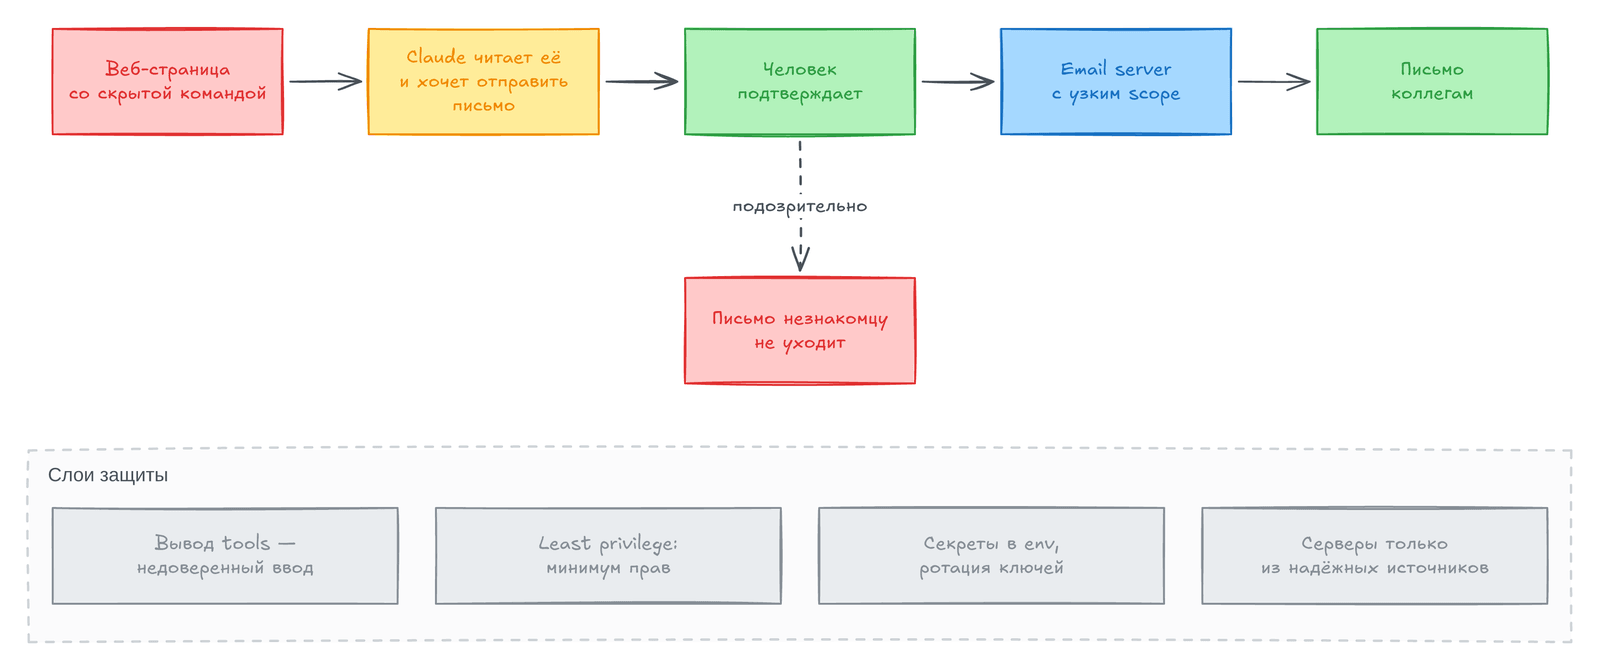 Веб-страница
со скрытой командой
Claude читает её
и хочет отправить
письмо
Человек
подтверждает
Email server
с узким scope
Письмо
коллегам
подозрительно
Письмо незнакомцу
не уходит
Слои защиты
Вывод tools —
недоверенный ввод
Least privilege:
минимум прав
Секреты в env,
ротация ключей
Серверы только
из надёжных источников